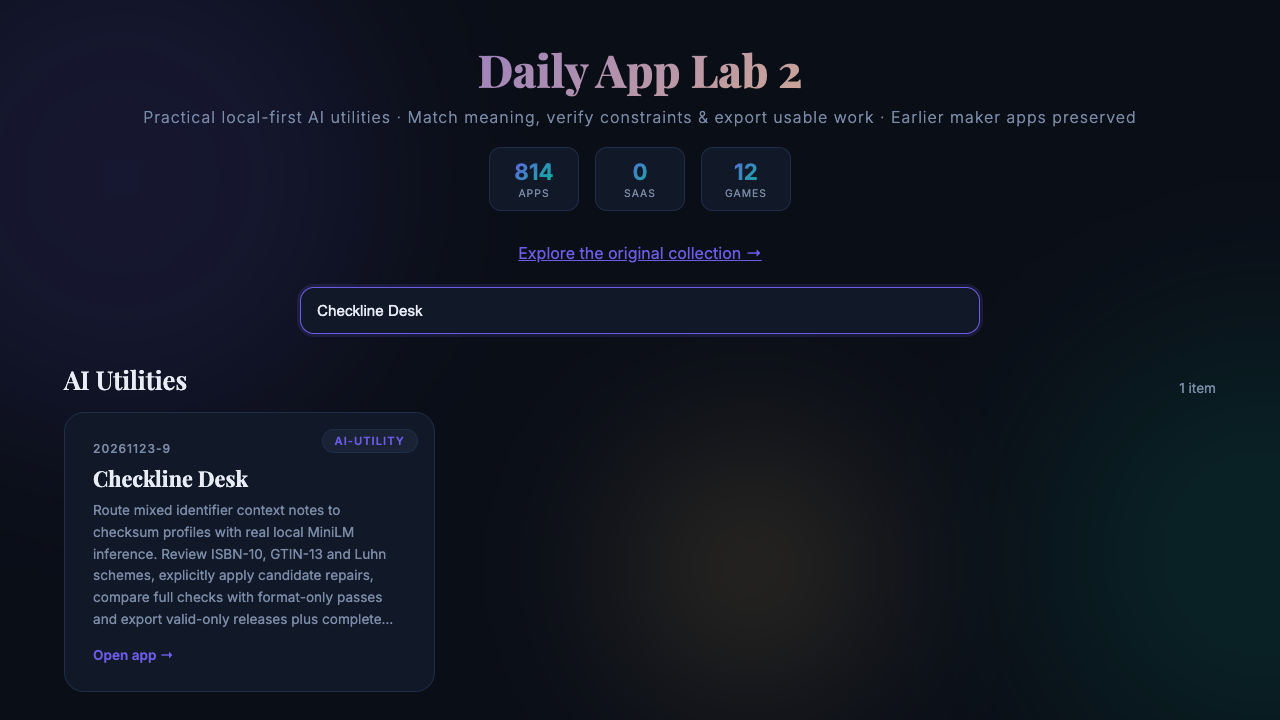 Daily App Lab 2
Practical local-first AI utilities · Match meaning, verify constraints & export usable work · Earlier maker apps preserved
814
APPS
0
SAAS
12
GAMES
Explore the original collection →
Checkline Desk
AI Utilities
1 item
20261123-9
AI-UTILITY
Checkline Desk
Route mixed identifier context notes to
checksum profiles with real local MiniLM
inference. Review ISBN-10, GTIN-13 and Luhn
schemes, explicitly apply candidate repairs,
compare full checks with format-only passes
and export valid-only releases plus complete...
Open app →